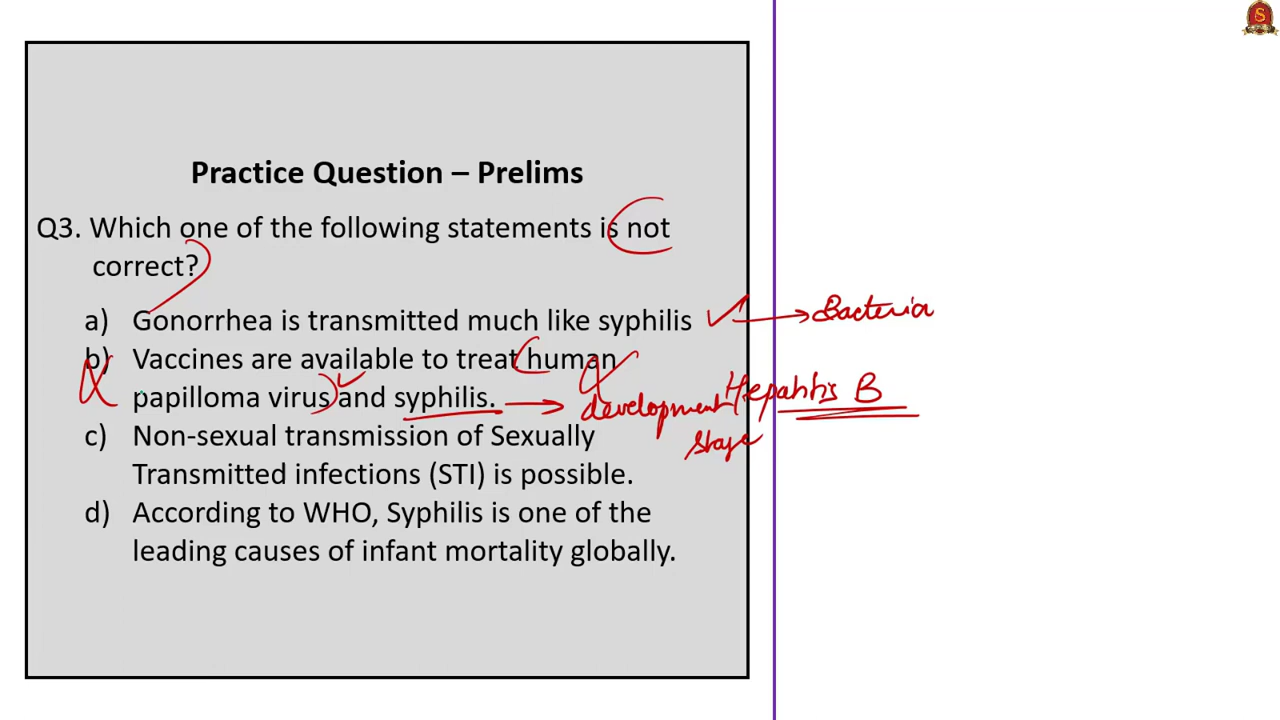 Practice Question – Prelims
Q3. Which one of the following statements is not
correct?
a) Gonorrhea is transmitted much like syphilis
Bacteria
b) Vaccines are available to treat human
papilloma virus and syphilis.
development
stage
Hepatitis B
c) Non-sexual transmission of Sexually
Transmitted infections (STI) is possible.
d) According to WHO, Syphilis is one of the
leading causes of infant mortality globally.